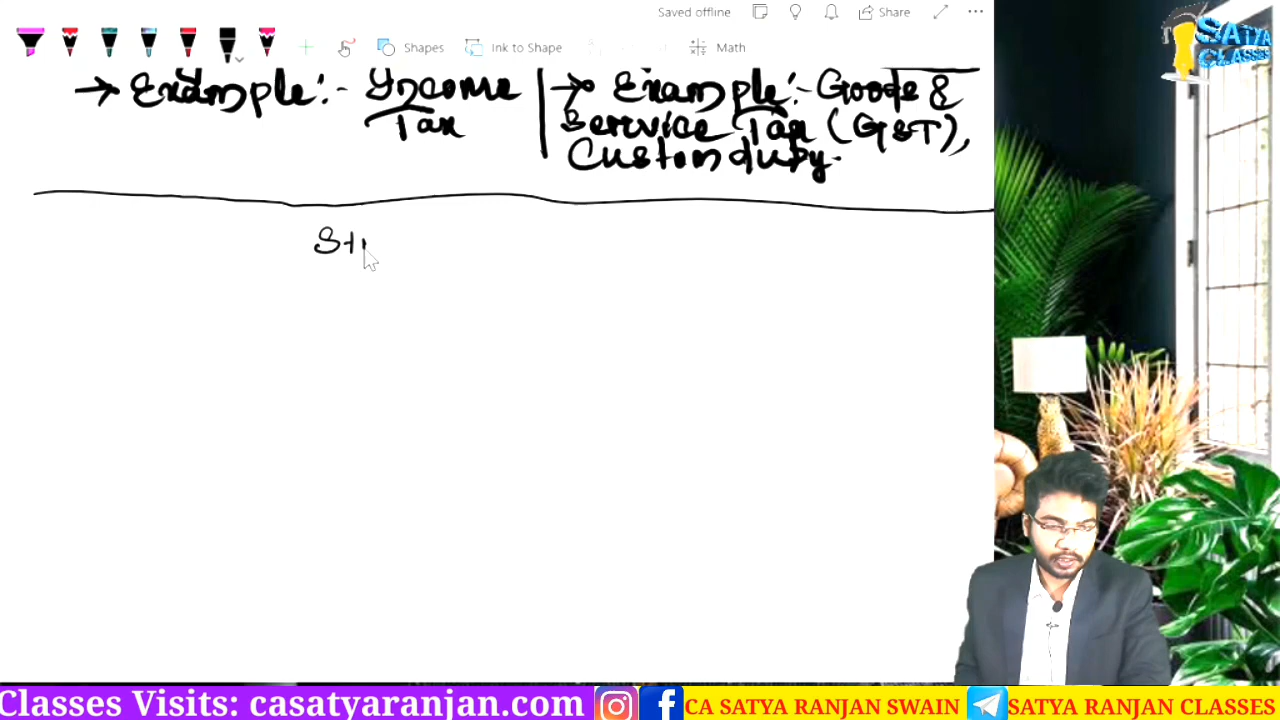 Saved offline
Share
Shapes
Ink to Shape
Math
SATYA
CLASSES
→ Example:- Income | → Example:- Goods &
Tax
Service Tax (GST),
Custom duty.
St
Classes Visits: casatyaranjan.com
CA SATYA RANJAN SWAIN
SATYA RANJAN CLASSES